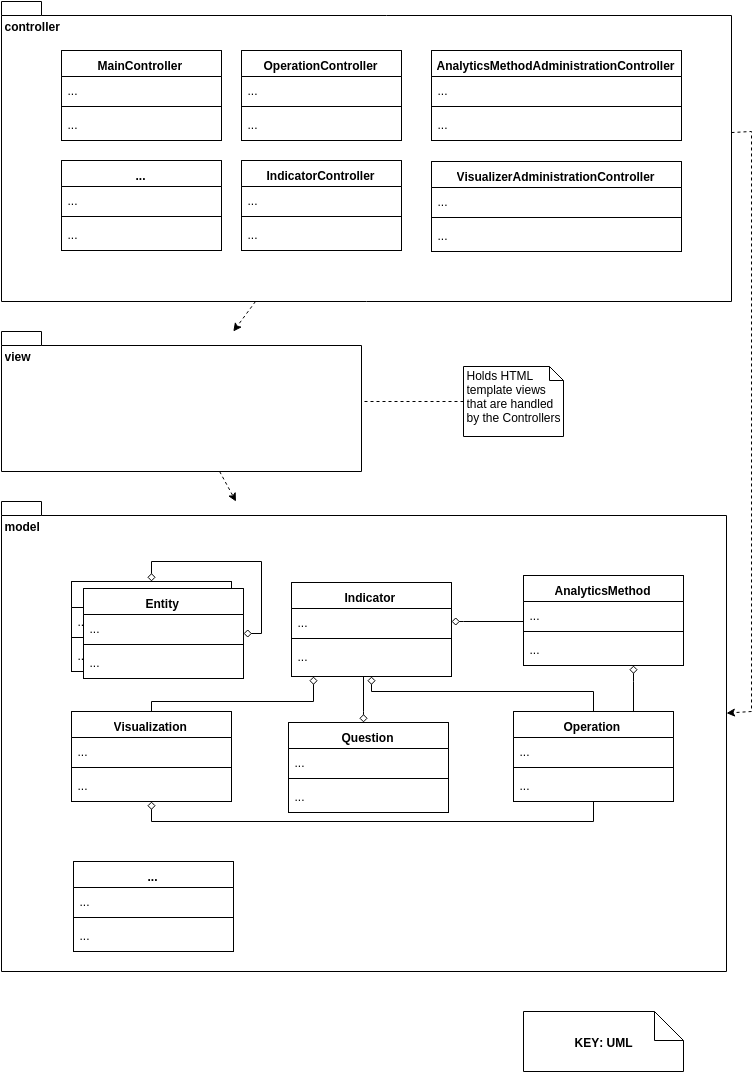 controller
MainController
...
...
OperationController
...
...
AnalyticsMethodAdministrationController
...
...
...
...
...
IndicatorController
...
...
VisualizerAdministrationController
...
...
view
Holds HTML
template views
that are handled
by the Controllers
model
Entity
...
...
...
...
Indicator
...
...
AnalyticsMethod
...
...
Visualization
...
...
Question
...
...
Operation
...
...
...
...
...
KEY: UML